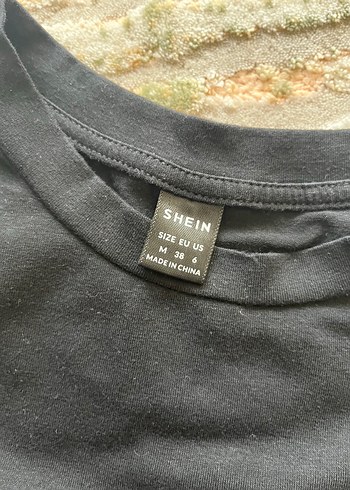 SHEIN
SIZE EU US
M 38 6
MADE IN CHINA